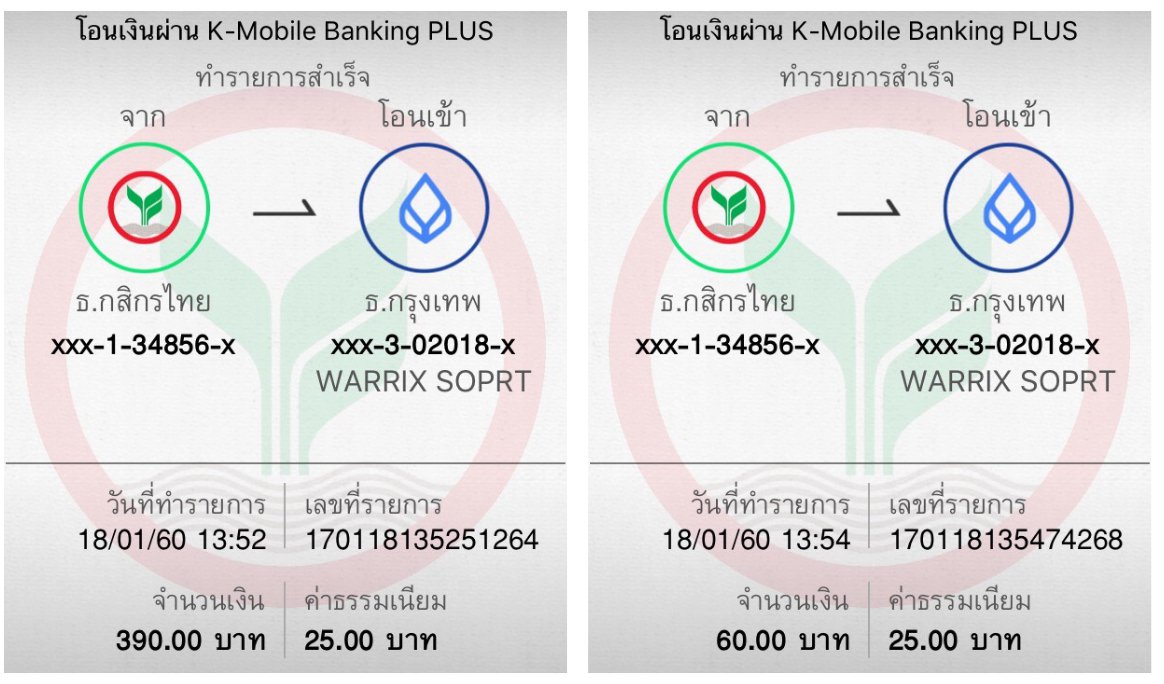 โอนเงินผ่าน K-Mobile Banking PLUS
ทำรายการสำเร็จ
จาก โอนเข้า
ธ.กสิกรไทย ธ.กรุงเทพ
xxx-1-34856-x xxx-3-02018-x
WARRIX SOPRT
วันที่ทำรายการ เลขที่รายการ
18/01/60 13:52 170118135251264
จำนวนเงิน ค่าธรรมเนียม
390.00 บาท 25.00 บาท
โอนเงินผ่าน K-Mobile Banking PLUS
ทำรายการสำเร็จ
จาก โอนเข้า
ธ.กสิกรไทย ธ.กรุงเทพ
xxx-1-34856-x xxx-3-02018-x
WARRIX SOPRT
วันที่ทำรายการ เลขที่รายการ
18/01/60 13:54 170118135474268
จำนวนเงิน ค่าธรรมเนียม
60.00 บาท 25.00 บาท